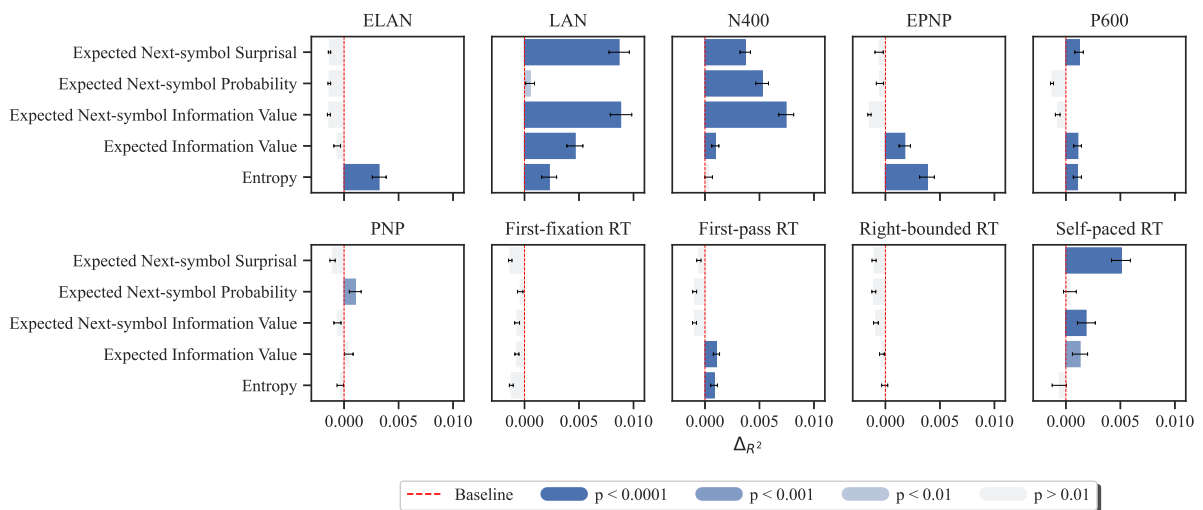 ELAN LAN N400 EPNP P600
Expected Next-symbol Surprisal
Expected Next-symbol Probability
Expected Next-symbol Information Value
Expected Information Value
Entropy
PNP First-fixation RT First-pass RT Right-bounded RT Self-paced RT
Expected Next-symbol Surprisal
Expected Next-symbol Probability
Expected Next-symbol Information Value
Expected Information Value
Entropy
0.000 0.005 0.010 0.000 0.005 0.010 0.000 0.005 0.010 0.000 0.005 0.010 0.000 0.005 0.010
Δ_R²
Baseline p < 0.0001 p < 0.001 p < 0.01 p > 0.01